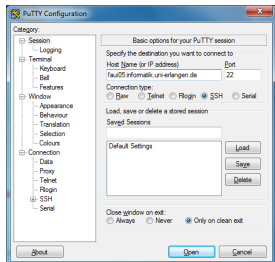 PuTTY Configuration
Category:
Session
Logging
Terminal
Keyboard
Bell
Features
Window
Appearance
Behaviour
Translation
Selection
Colours
Connection
Data
Proxy
Telnet
Rlogin
SSH
Serial
Basic options for your PuTTY session
Specify the destination you want to connect to
Host Name (or IP address) Port
faui05.informatik.uni-erlangen.de 22
Connection type:
Raw Telnet Rlogin SSH Serial
Load, save or delete a stored session
Saved Sessions
Default Settings
Load
Save
Delete
Close window on exit:
Always Never Only on clean exit
About Open Cancel